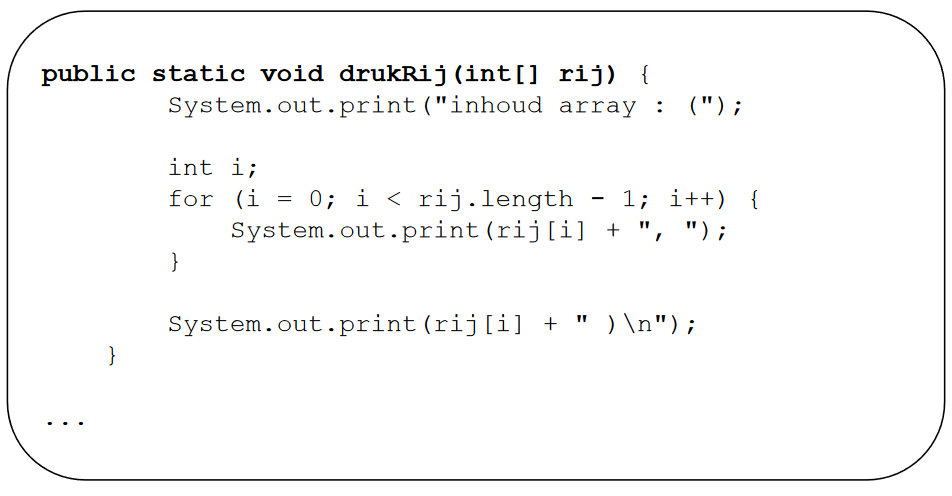 public static void drukRij(int[] rij) {
System.out.print("inhoud array : (");
int i;
for (i = 0; i < rij.length - 1; i++) {
System.out.print(rij[i] + ", ");
}
System.out.print(rij[i] + " )\n");
}
...